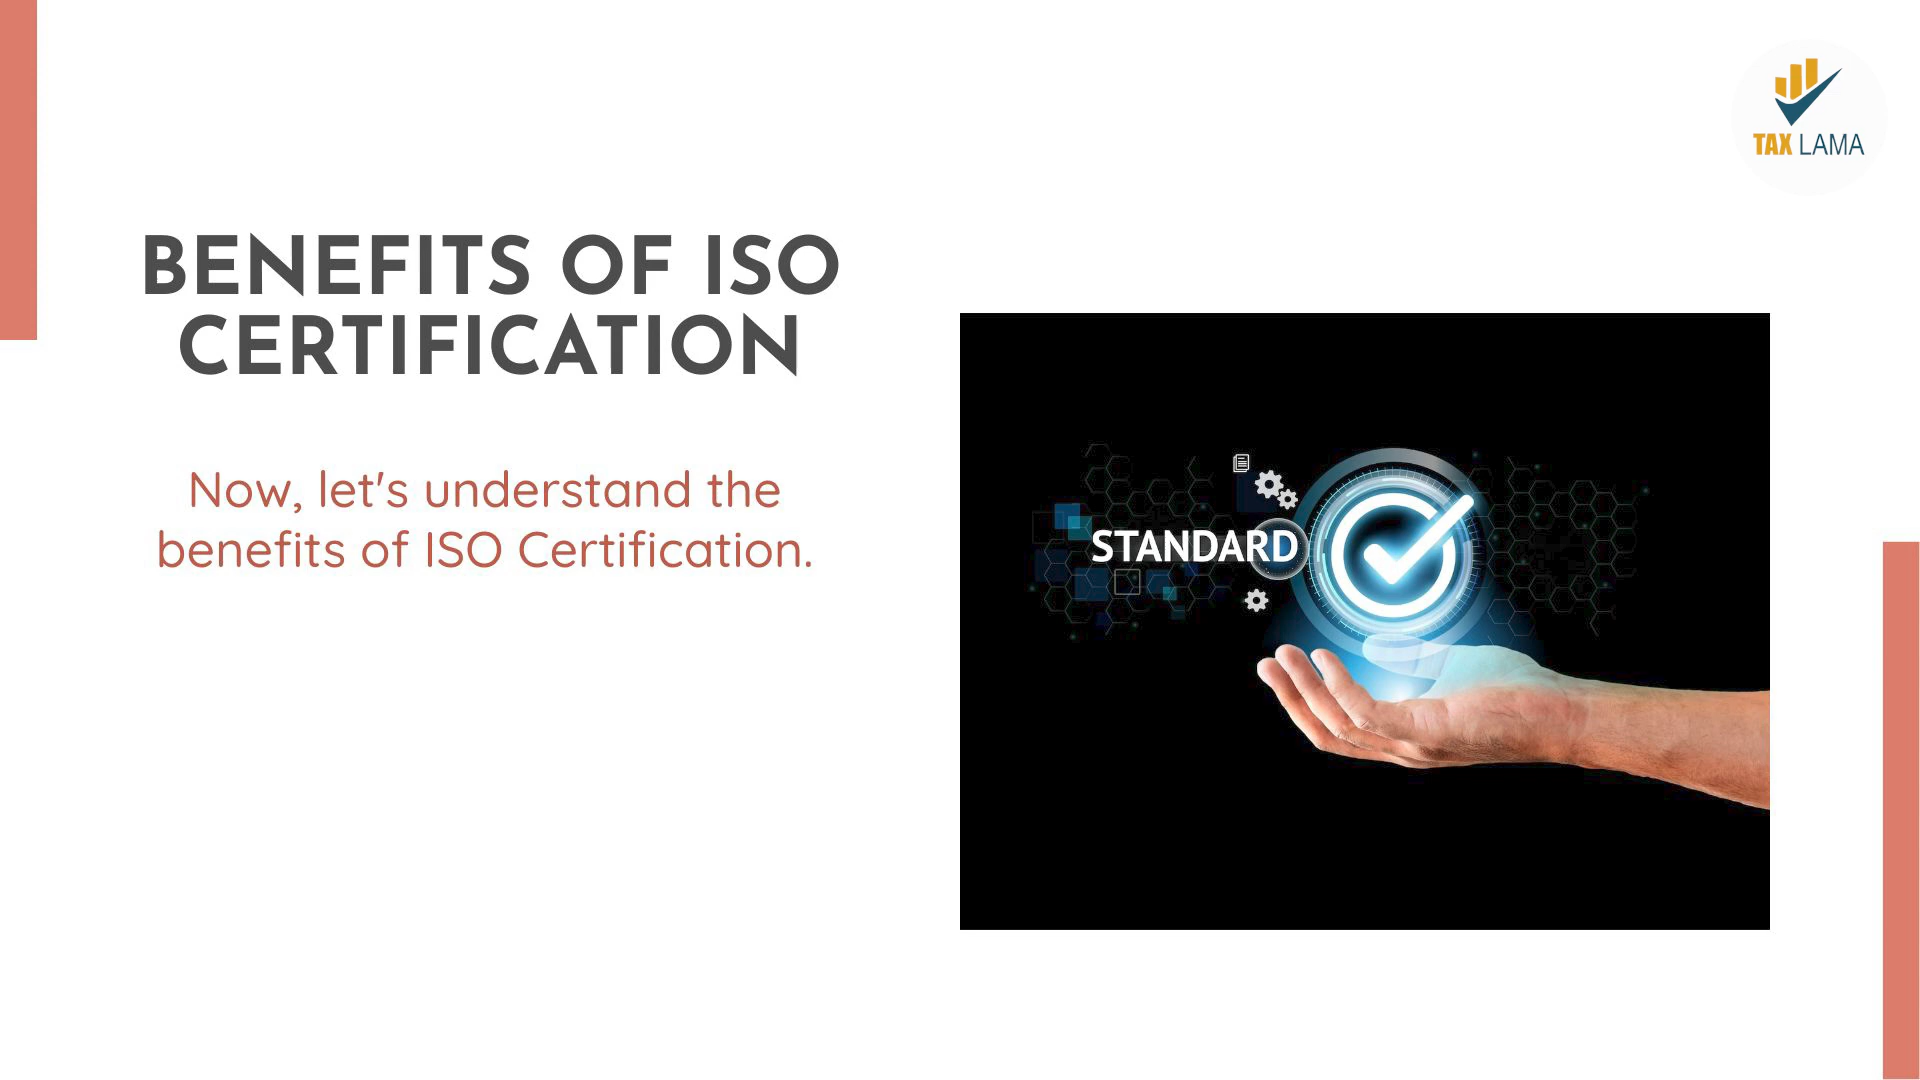 TAX LAMA
BENEFITS OF ISO
CERTIFICATION
Now, let's understand the
benefits of ISO Certification.
STANDARD